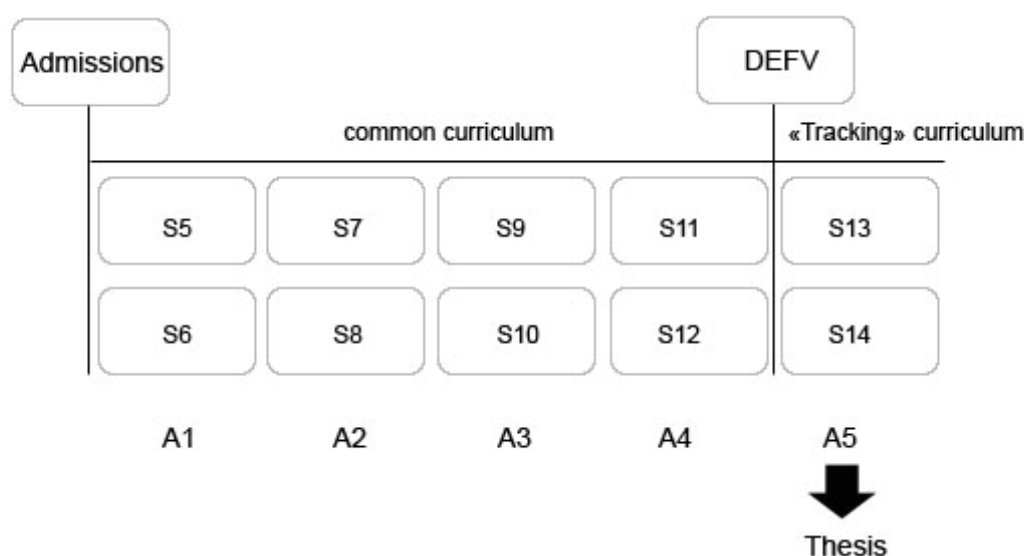 Admissions
DEFV
common curriculum
«Tracking» curriculum
S5
S7
S9
S11
S13
S6
S8
S10
S12
S14
A1
A2
A3
A4
A5
Thesis